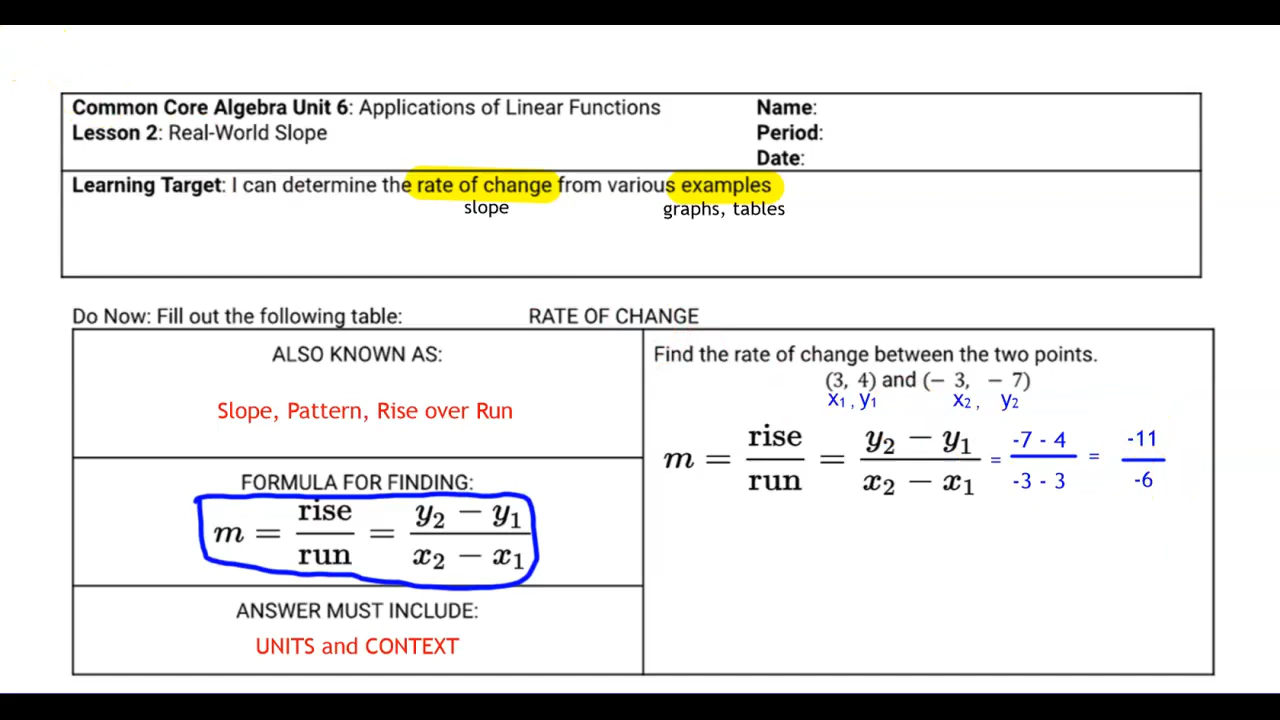 Common Core Algebra Unit 6: Applications of Linear Functions
Lesson 2: Real-World Slope
Name:
Period:
Date:
Learning Target: I can determine the rate of change from various examples
slope
graphs, tables
Do Now: Fill out the following table:
RATE OF CHANGE
ALSO KNOWN AS:
Slope, Pattern, Rise over Run
FORMULA FOR FINDING:
m = rise/run = (y₂ − y₁)/(x₂ − x₁)
ANSWER MUST INCLUDE:
UNITS and CONTEXT
Find the rate of change between the two points.
(3, 4) and (− 3, − 7)
x₁ , y₁ x₂ , y₂
m = rise/run = (y₂ − y₁)/(x₂ − x₁) = (-7 - 4)/(-3 - 3) = -11/-6